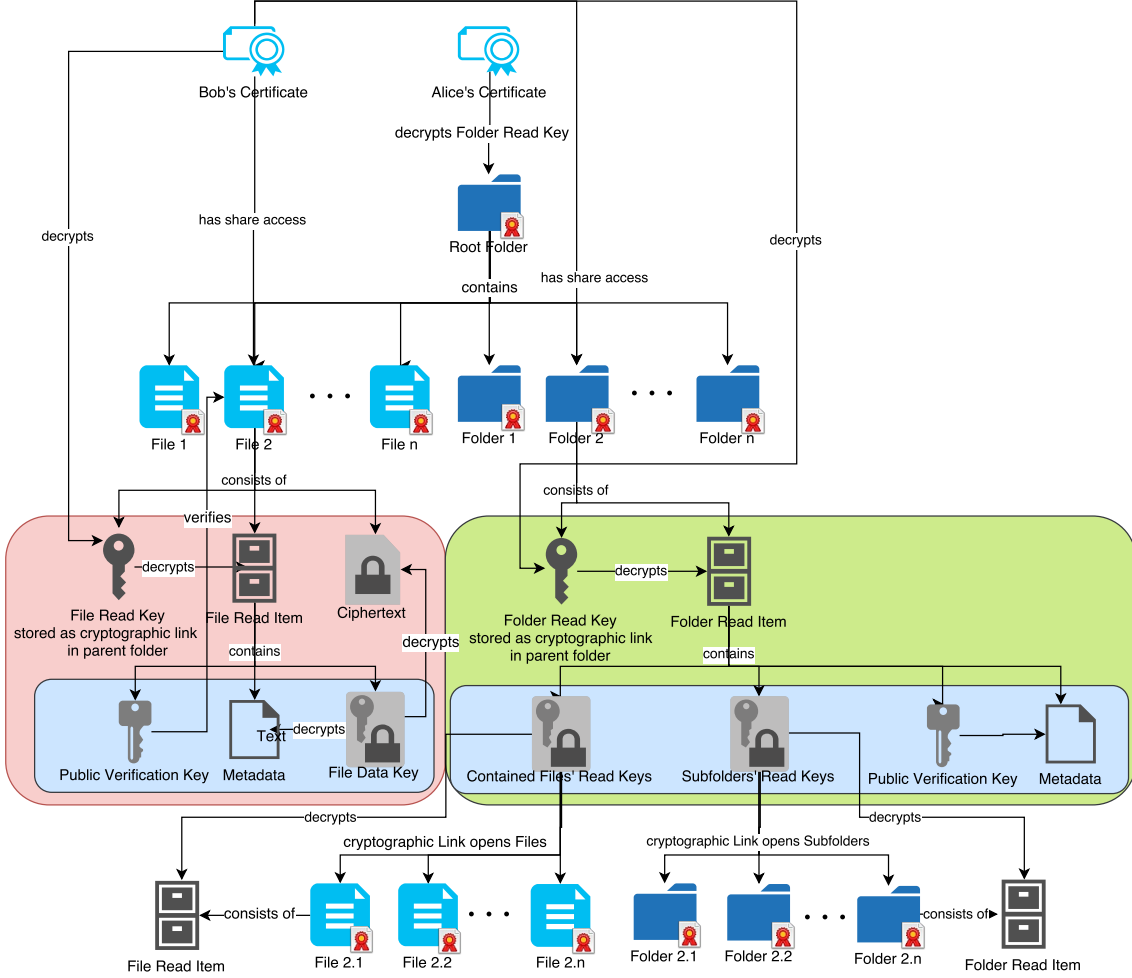 Bob's Certificate
Alice's Certificate
decrypts Folder Read Key
has share access
decrypts
decrypts
Root Folder
has share access
contains
File 1
File 2
File n
Folder 1
Folder 2
Folder n
consists of
consists of
verifies
decrypts
decrypts
File Read Key
stored as cryptographic link
in parent folder
File Read Item
Ciphertext
Folder Read Key
stored as cryptographic link
in parent folder
Folder Read Item
decrypts
contains
contains
Text
decrypts
Public Verification Key
Metadata
File Data Key
Contained Files' Read Keys
Subfolders' Read Keys
Public Verification Key
Metadata
decrypts
decrypts
cryptographic Link opens Files
cryptographic Link opens Subfolders
consists of
consists of
File Read Item
File 2.1
File 2.2
File 2.n
Folder 2.1
Folder 2.2
Folder 2.n
Folder Read Item